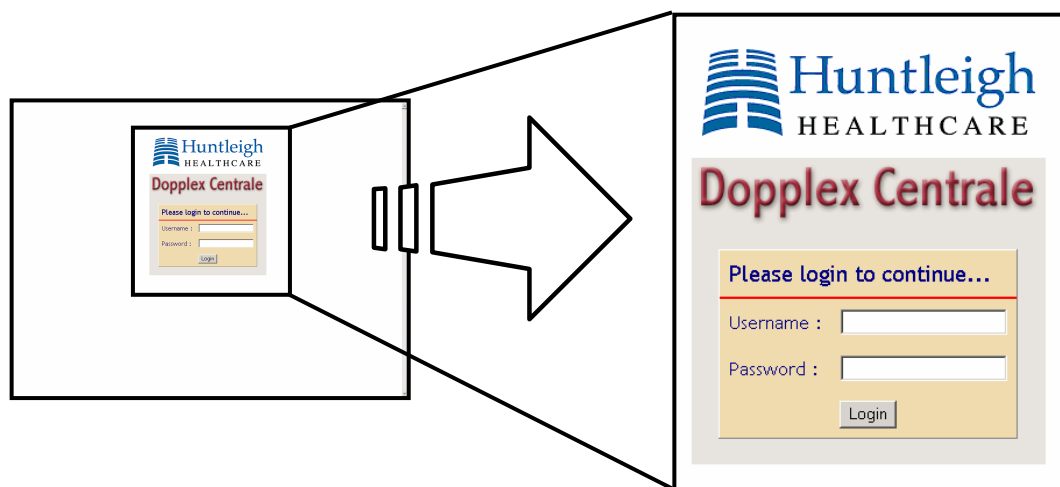 Huntleigh
HEALTHCARE
Dopplex Centrale
Please login to continue...
Username :
Password :
Login
Huntleigh
HEALTHCARE
Dopplex Centrale
Please login to continue...
Username :
Password :
Login